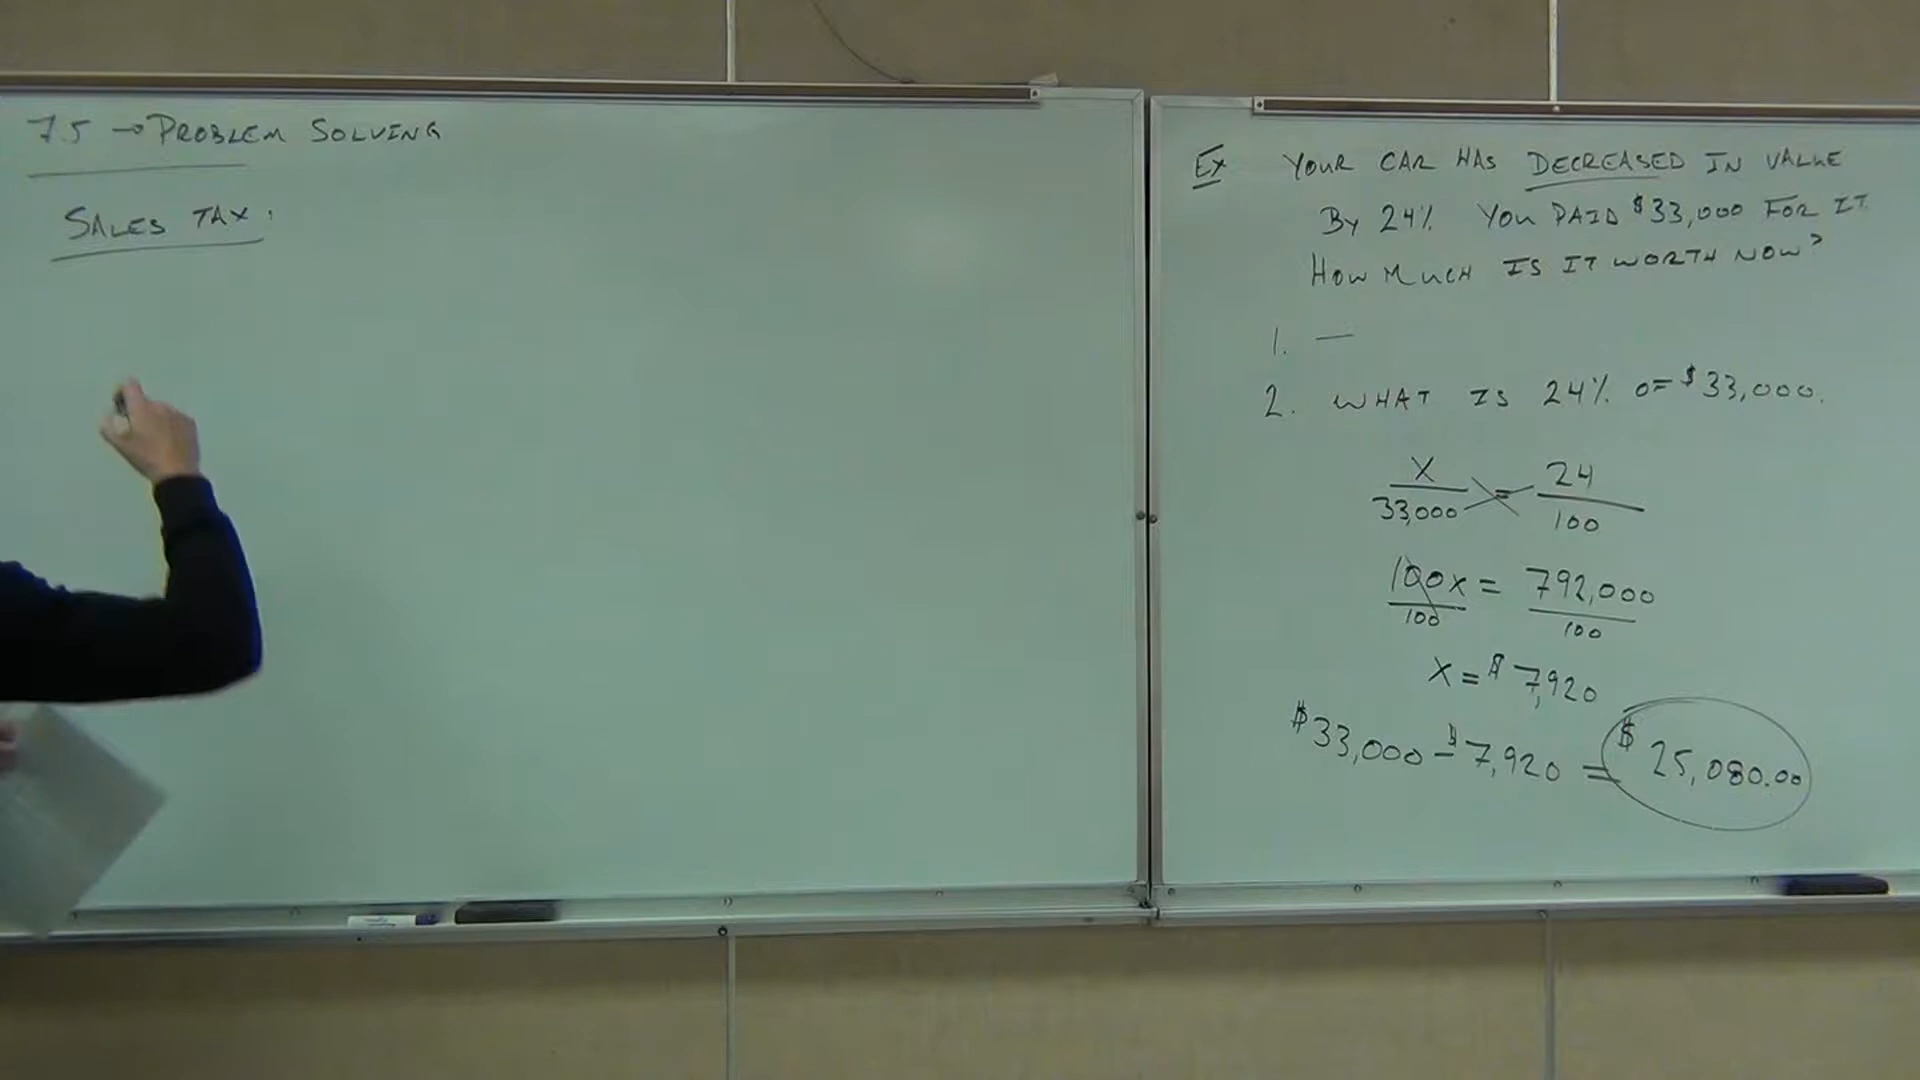 7.5 → PROBLEM SOLVING
SALES TAX:
Ex YOUR CAR HAS DECREASED IN VALUE
BY 24% YOU PAID $33,000 FOR IT
HOW MUCH IS IT WORTH NOW?
1. —
2. WHAT IS 24% OF $33,000.
X/33,000 = 24/100
100x/100 = 792,000/100
X = $7,920
$33,000 - $7,920 = $25,080.00